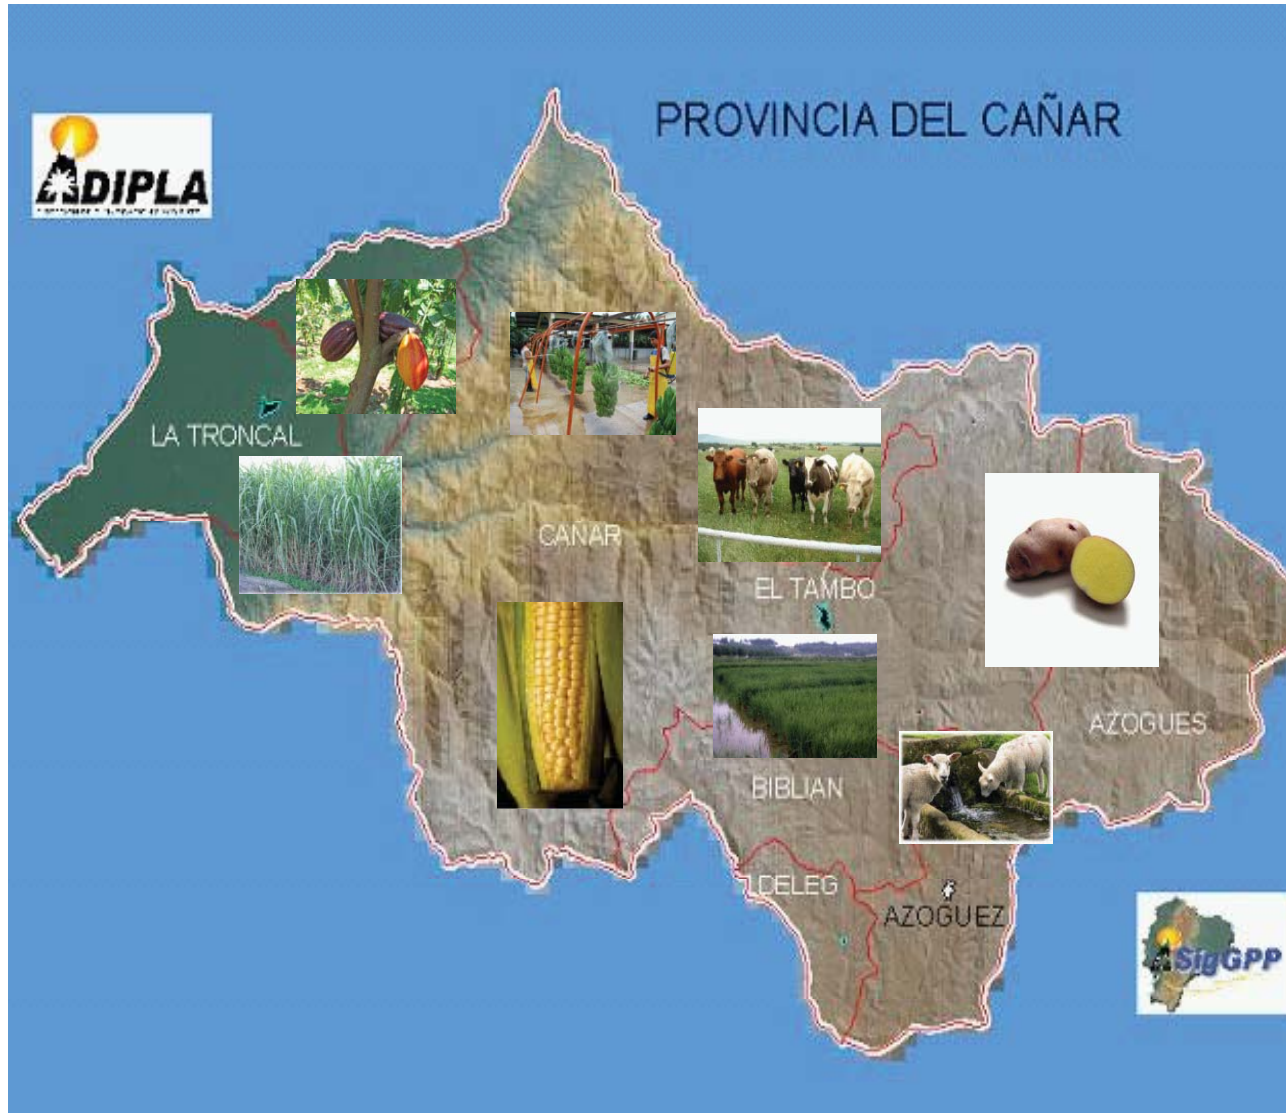 PROVINCIA DEL CAÑAR
ADIPLA
LA TRONCAL
CAÑAR
EL TAMBO
AZOGUES
BIBLIAN
DELEG
AZOGUEZ
SigGPP